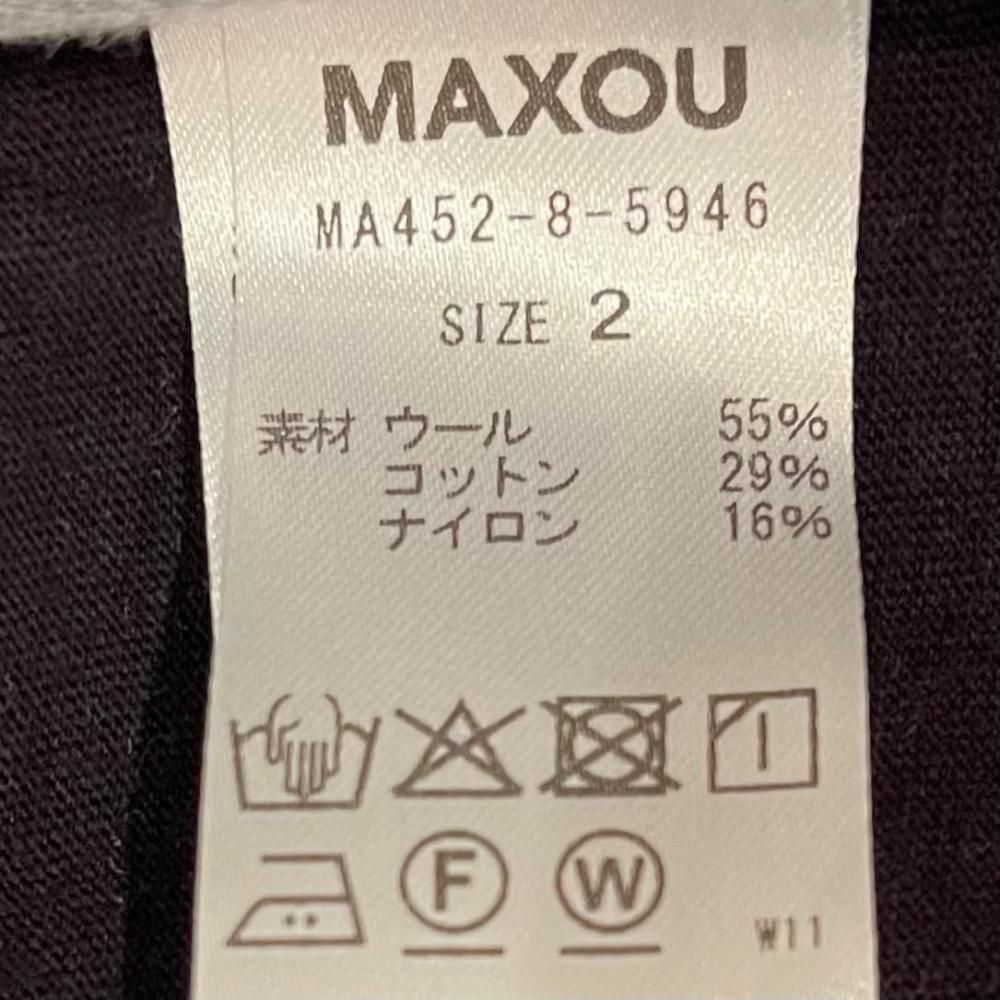 MAXOU
MA452-8-5946
SIZE 2
素材 ウール 55%
コットン 29%
ナイロン 16%
F W
W11